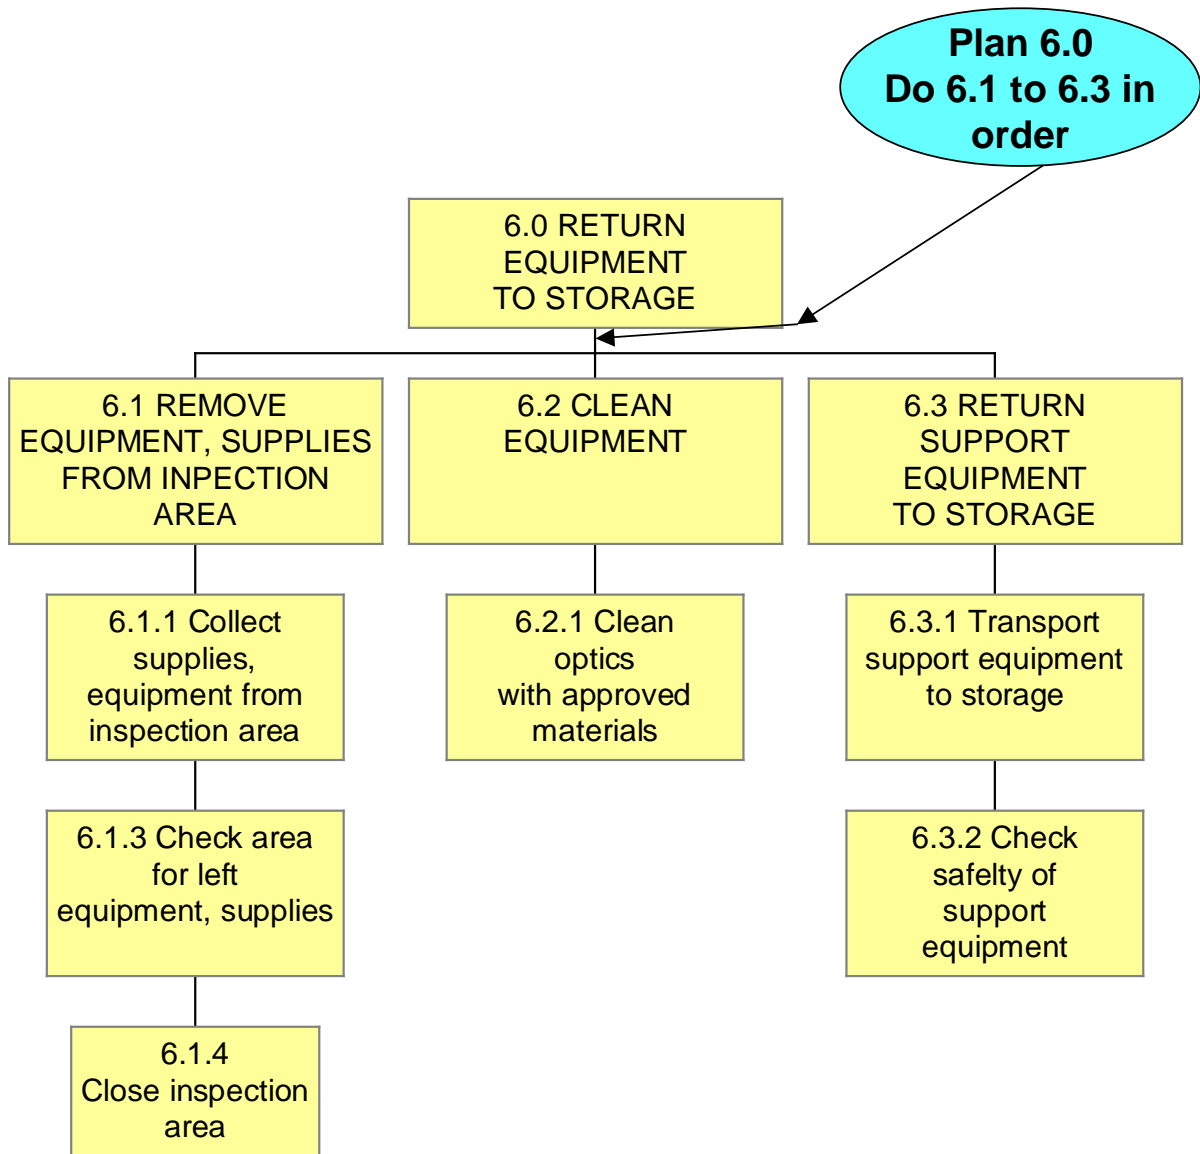 Plan 6.0
Do 6.1 to 6.3 in
order
6.0 RETURN
EQUIPMENT
TO STORAGE
6.1 REMOVE
EQUIPMENT, SUPPLIES
FROM INPECTION
AREA
6.2 CLEAN
EQUIPMENT
6.3 RETURN
SUPPORT
EQUIPMENT
TO STORAGE
6.1.1 Collect
supplies,
equipment from
inspection area
6.2.1 Clean
optics
with approved
materials
6.3.1 Transport
support equipment
to storage
6.1.3 Check area
for left
equipment, supplies
6.3.2 Check
safelty of
support
equipment
6.1.4
Close inspection
area